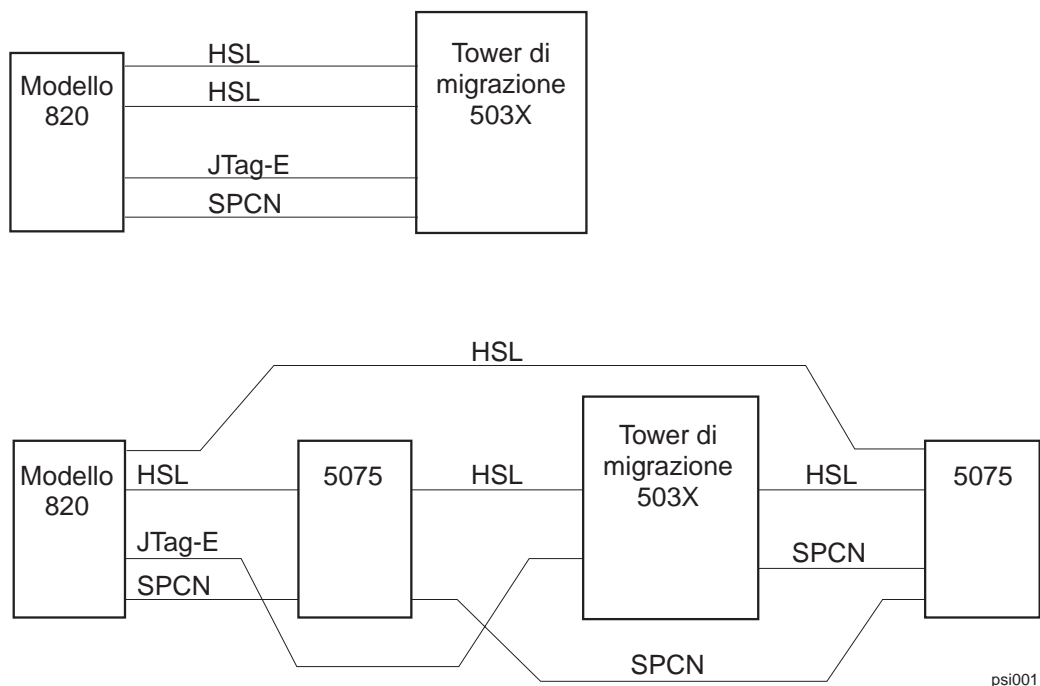 HSL
Modello
820
HSL
JTag-E
SPCN
Tower di
migrazione
503X
HSL
Modello
820
HSL
JTag-E
SPCN
5075
HSL
Tower di
migrazione
503X
HSL
SPCN
5075
SPCN
psi001